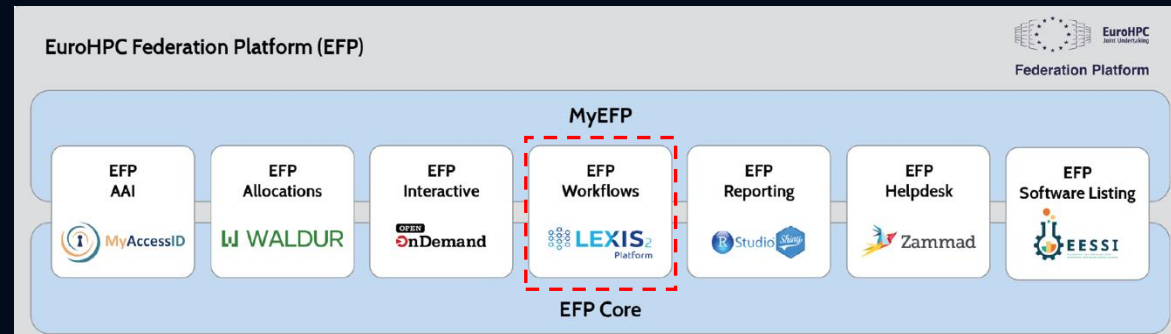 EuroHPC Federation Platform (EFP)
EuroHPC
Joint Undertaking
Federation Platform
MyEFP
EFP
AAI
MyAccessID
EFP
Allocations
WALDUR
EFP
Interactive
OPEN
OnDemand
EFP
Workflows
LEXIS2
Platform
EFP
Reporting
R Studio Shiny
EFP
Helpdesk
Zammad
EFP
Software Listing
EESSI
EFP Core